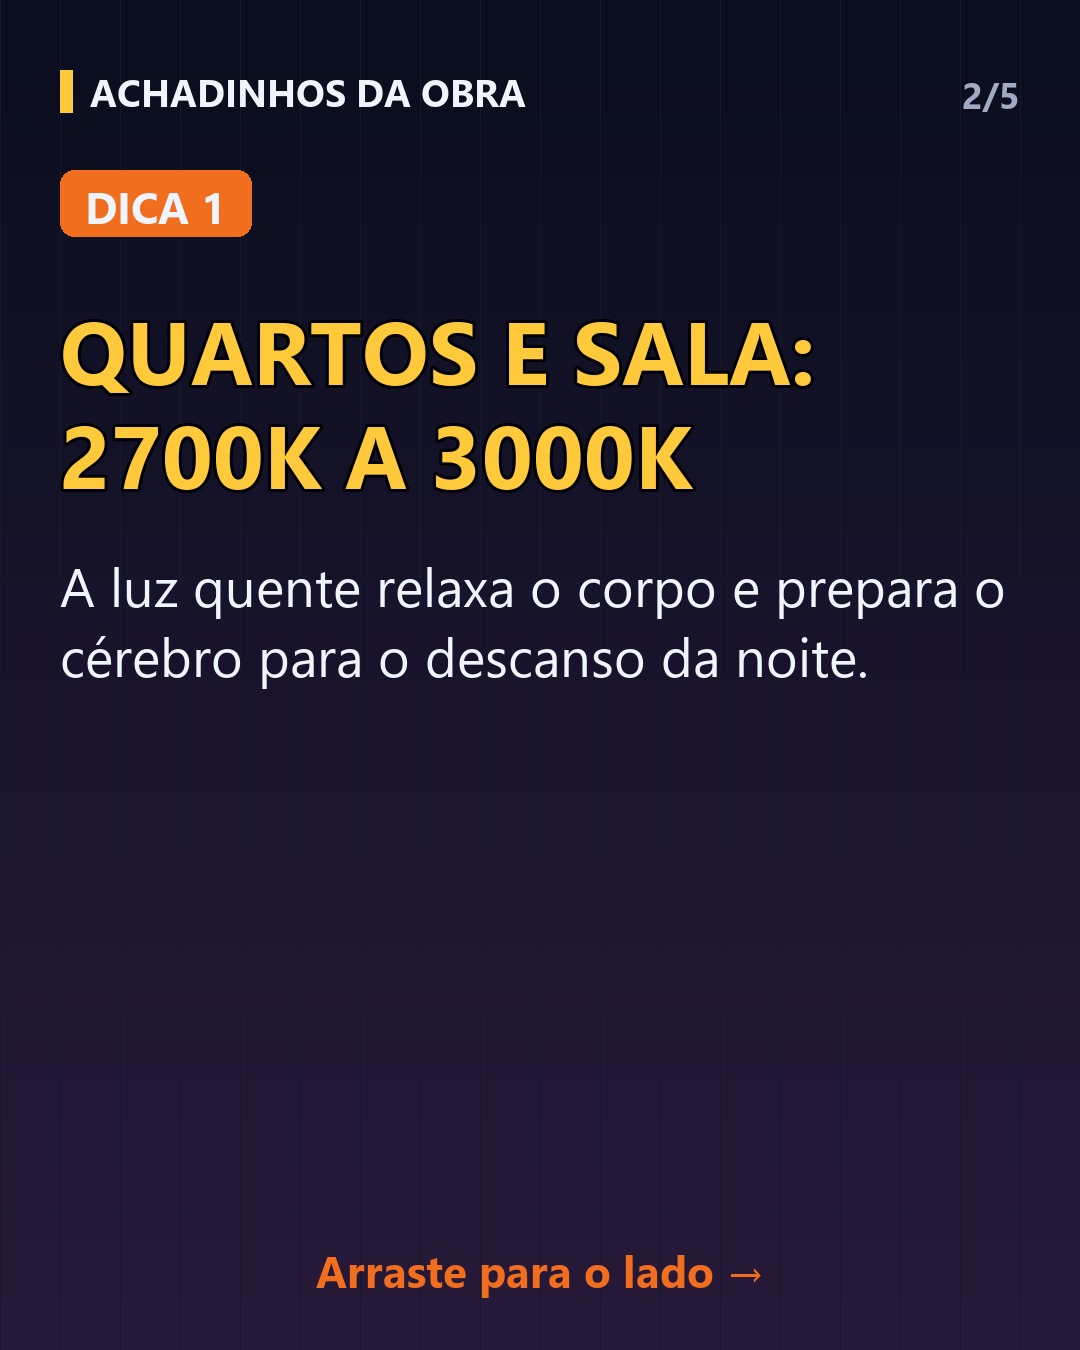 ACHADINHOS DA OBRA
2/5
DICA 1
QUARTOS E SALA:
2700K A 3000K
A luz quente relaxa o corpo e prepara o
cérebro para o descanso da noite.
Arraste para o lado →